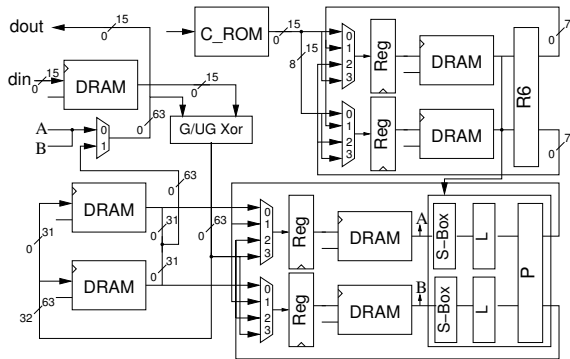 dout
15
0
din
15
0
DRAM
15
0
A
B
0
1
63
0
G/UG Xor
C_ROM
15
0
15
8
0
1
2
3
Reg
DRAM
7
0
R6
0
1
2
3
Reg
DRAM
7
0
63
0
DRAM
31
0
63
0
31
0
DRAM
31
0
63
32
0
1
2
3
Reg
DRAM
A
S-Box
L
P
0
1
2
3
Reg
DRAM
B
S-Box
L